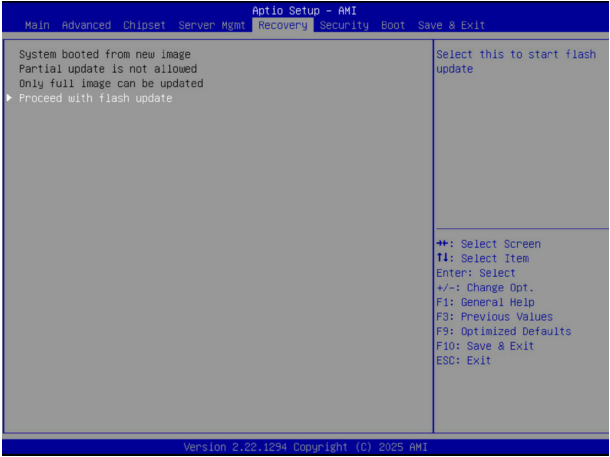 Aptio Setup - AMI
Main Advanced Chipset Server Mgmt Recovery Security Boot Save & Exit
System booted from new image
Partial update is not allowed
Only full image can be updated
Proceed with flash update
Select this to start flash
update
→←: Select Screen
↑↓: Select Item
Enter: Select
+/-: Change Opt.
F1: General Help
F3: Previous Values
F9: Optimized Defaults
F10: Save & Exit
ESC: Exit
Version 2.22.1294 Copyright (C) 2025 AMI